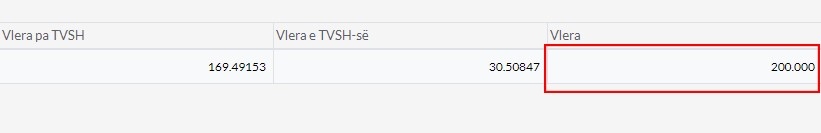 Vlera pa TVSH Vlera e TVSH-së Vlera
169.49153 30.50847 200.000